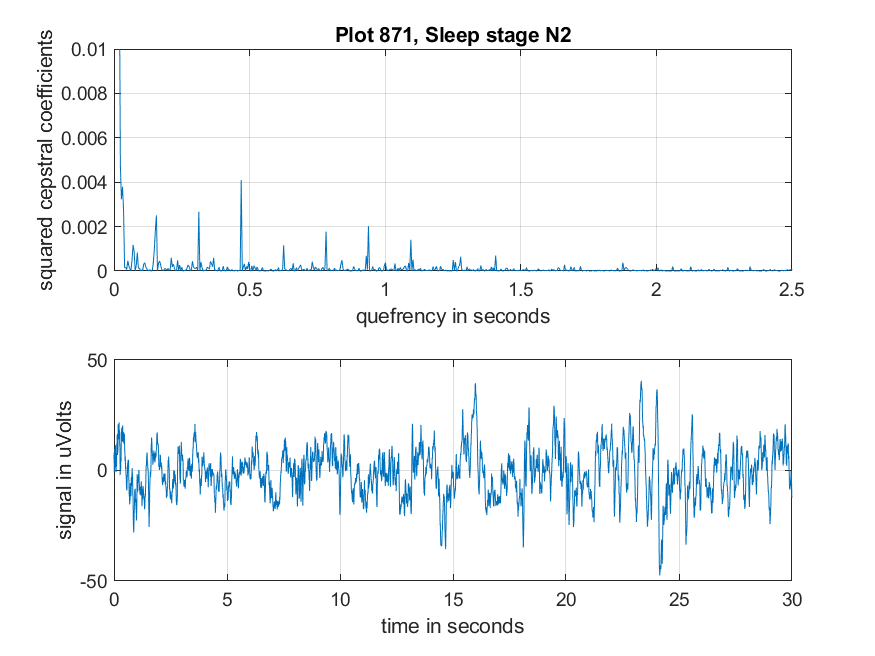 Plot 871, Sleep stage N2
squared cepstral coefficients
0.01
0.008
0.006
0.004
0.002
0
0 0.5 1 1.5 2 2.5
quefrency in seconds
signal in uVolts
50
0
-50
0 5 10 15 20 25 30
time in seconds